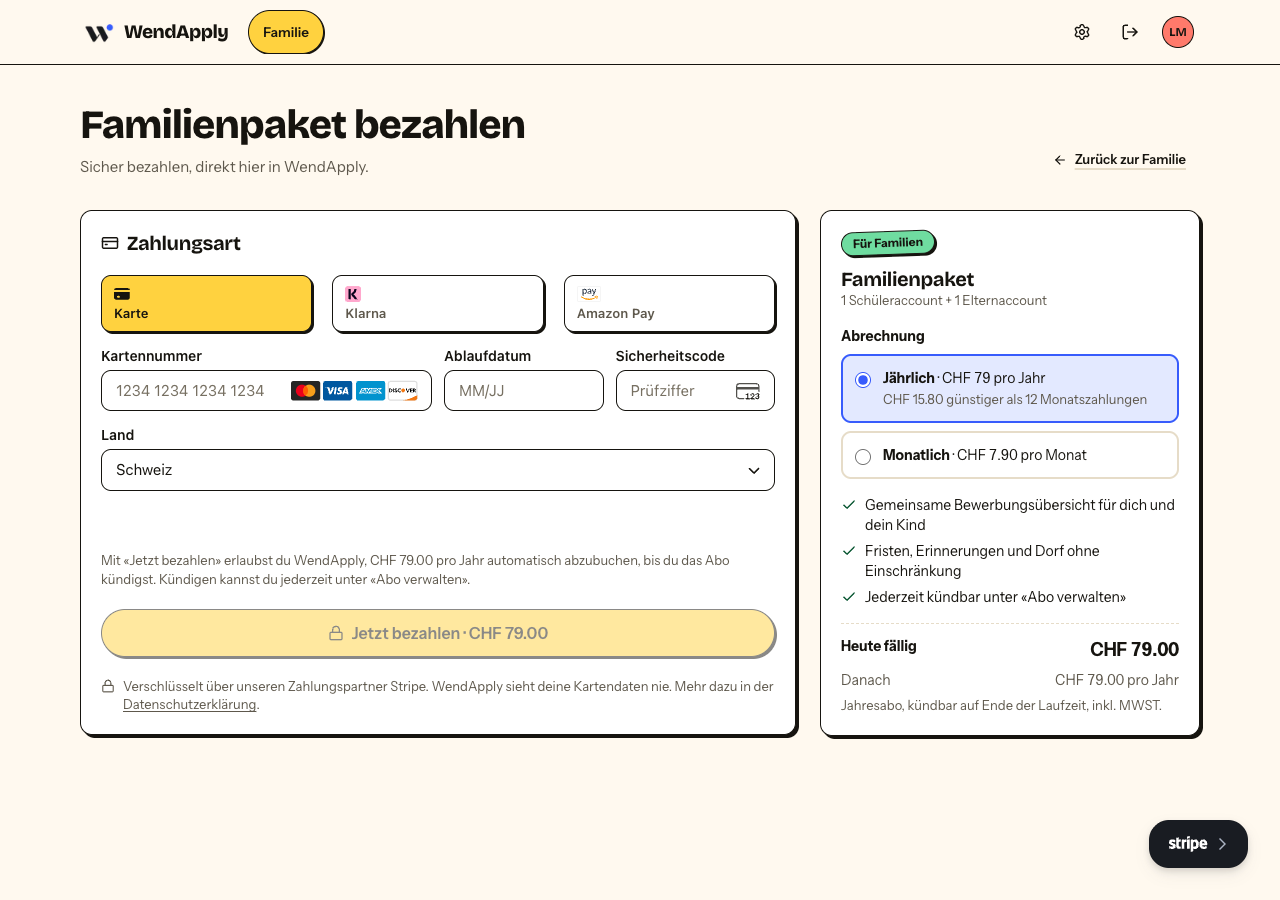 WendApply
Familie
LM
Familienpaket bezahlen
Sicher bezahlen, direkt hier in WendApply.
Zurück zur Familie
Zahlungsart
Karte
K
Klarna
pay
Amazon Pay
Kartennummer
1234 1234 1234 1234
VISA
AMEX
DISCOVER
Ablaufdatum
MM/JJ
Sicherheitscode
Prüfziffer
123
Land
Schweiz
Mit «Jetzt bezahlen» erlaubst du WendApply, CHF 79.00 pro Jahr automatisch abzubuchen, bis du das Abo
kündigst. Kündigen kannst du jederzeit unter «Abo verwalten».
Jetzt bezahlen · CHF 79.00
Verschlüsselt über unseren Zahlungspartner Stripe. WendApply sieht deine Kartendaten nie. Mehr dazu in der
Datenschutzerklärung.
Für Familien
Familienpaket
1 Schüleraccount + 1 Elternaccount
Abrechnung
Jährlich · CHF 79 pro Jahr
CHF 15.80 günstiger als 12 Monatszahlungen
Monatlich · CHF 7.90 pro Monat
Gemeinsame Bewerbungsübersicht für dich und
dein Kind
Fristen, Erinnerungen und Dorf ohne
Einschränkung
Jederzeit kündbar unter «Abo verwalten»
Heute fällig
CHF 79.00
Danach
CHF 79.00 pro Jahr
Jahresabo, kündbar auf Ende der Laufzeit, inkl. MWST.
stripe